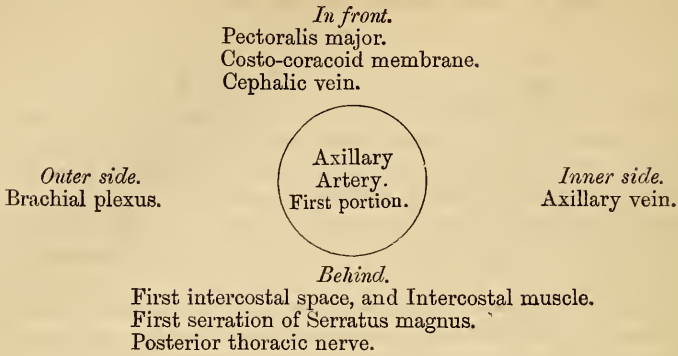 In front.
Pectoralis major.
Costo-coracoid membrane.
Cephalic vein.
Outer side.
Brachial plexus.
Axillary
Artery.
First portion.
Inner side.
Axillary vein.
Behind.
First intercostal space, and Intercostal muscle.
First serration of Serratus magnus.
Posterior thoracic nerve.